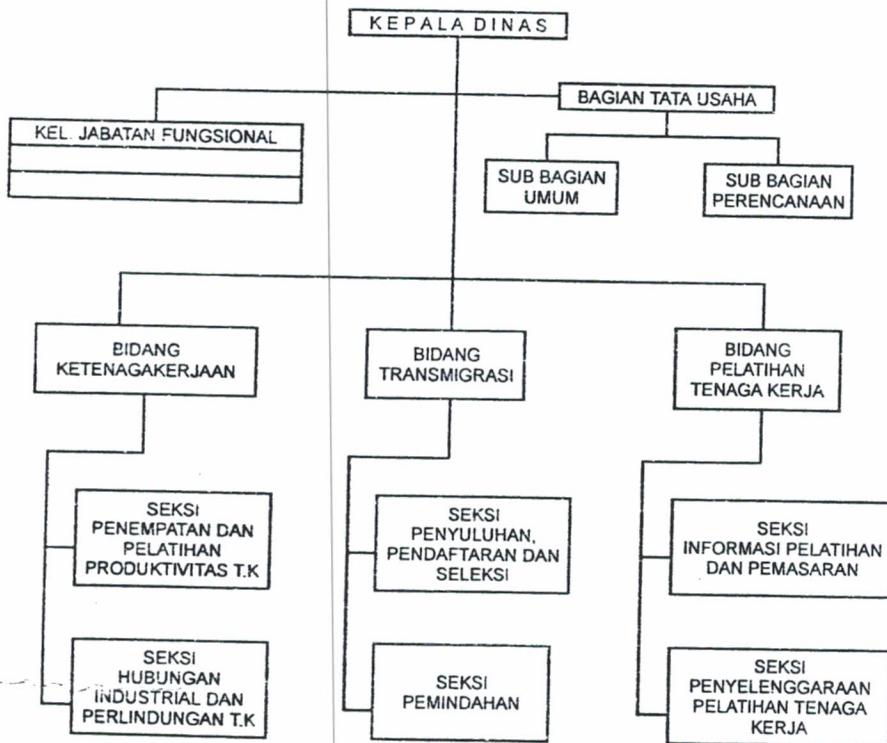 KEPALA DINAS
BAGIAN TATA USAHA
KEL. JABATAN FUNGSIONAL
SUB BAGIAN
UMUM
SUB BAGIAN
PERENCANAAN
BIDANG
KETENAGAKERJAAN
BIDANG
TRANSMIGRASI
BIDANG
PELATIHAN
TENAGA KERJA
SEKSI
PENEMPATAN DAN
PELATIHAN
PRODUKTIVITAS T.K
SEKSI
PENYULUHAN,
PENDAFTARAN DAN
SELEKSI
SEKSI
INFORMASI PELATIHAN
DAN PEMASARAN
SEKSI
HUBUNGAN
INDUSTRIAL DAN
PERLINDUNGAN T.K
SEKSI
PEMINDAHAN
SEKSI
PENYELENGGARAAN
PELATIHAN TENAGA
KERJA